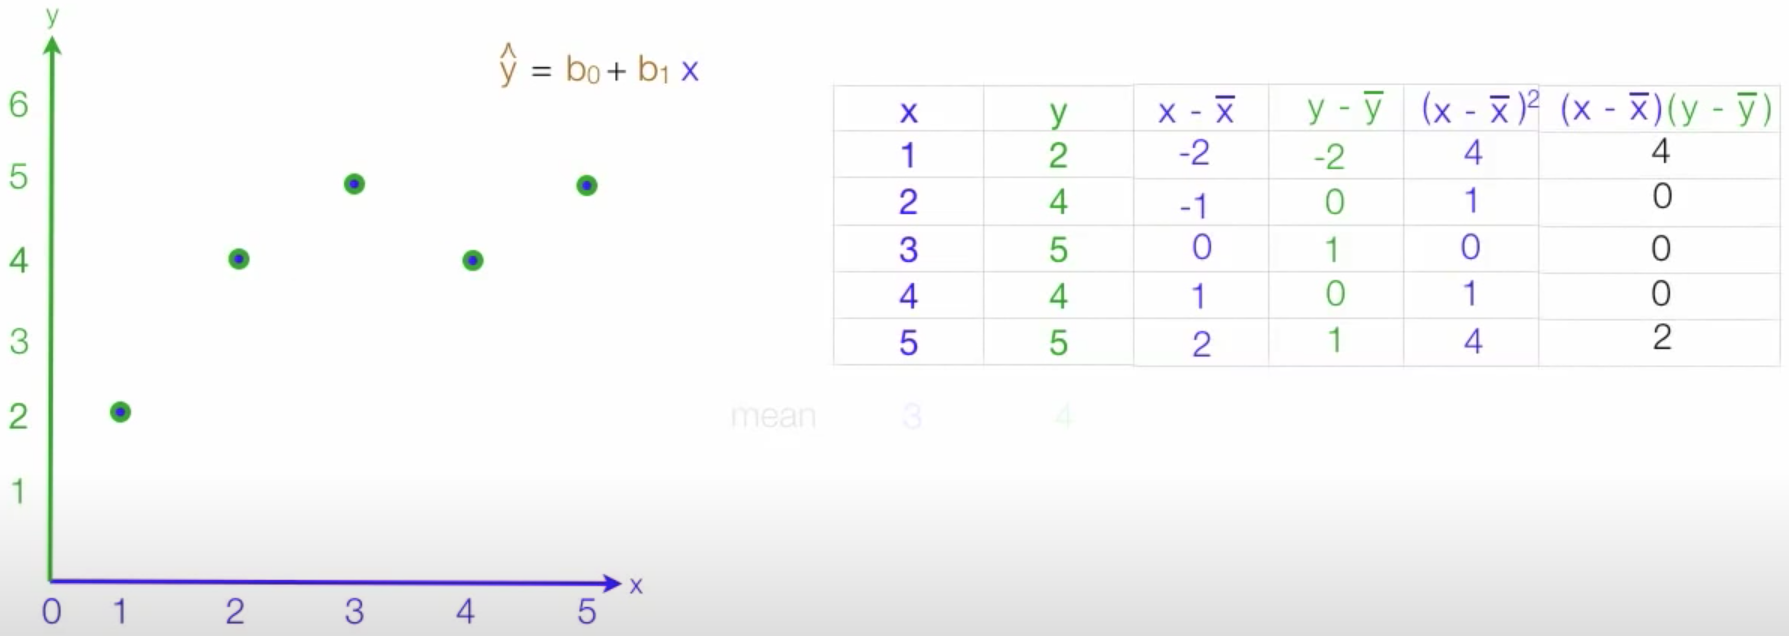 y
6
5
4
3
2
1
0 1 2 3 4 5
x
ŷ = b₀ + b₁ x
x y x - x̅ y - y̅ (x - x̅)² (x - x̅)(y - y̅)
1 2 -2 -2 4 4
2 4 -1 0 1 0
3 5 0 1 0 0
4 4 1 0 1 0
5 5 2 1 4 2
mean 3 4